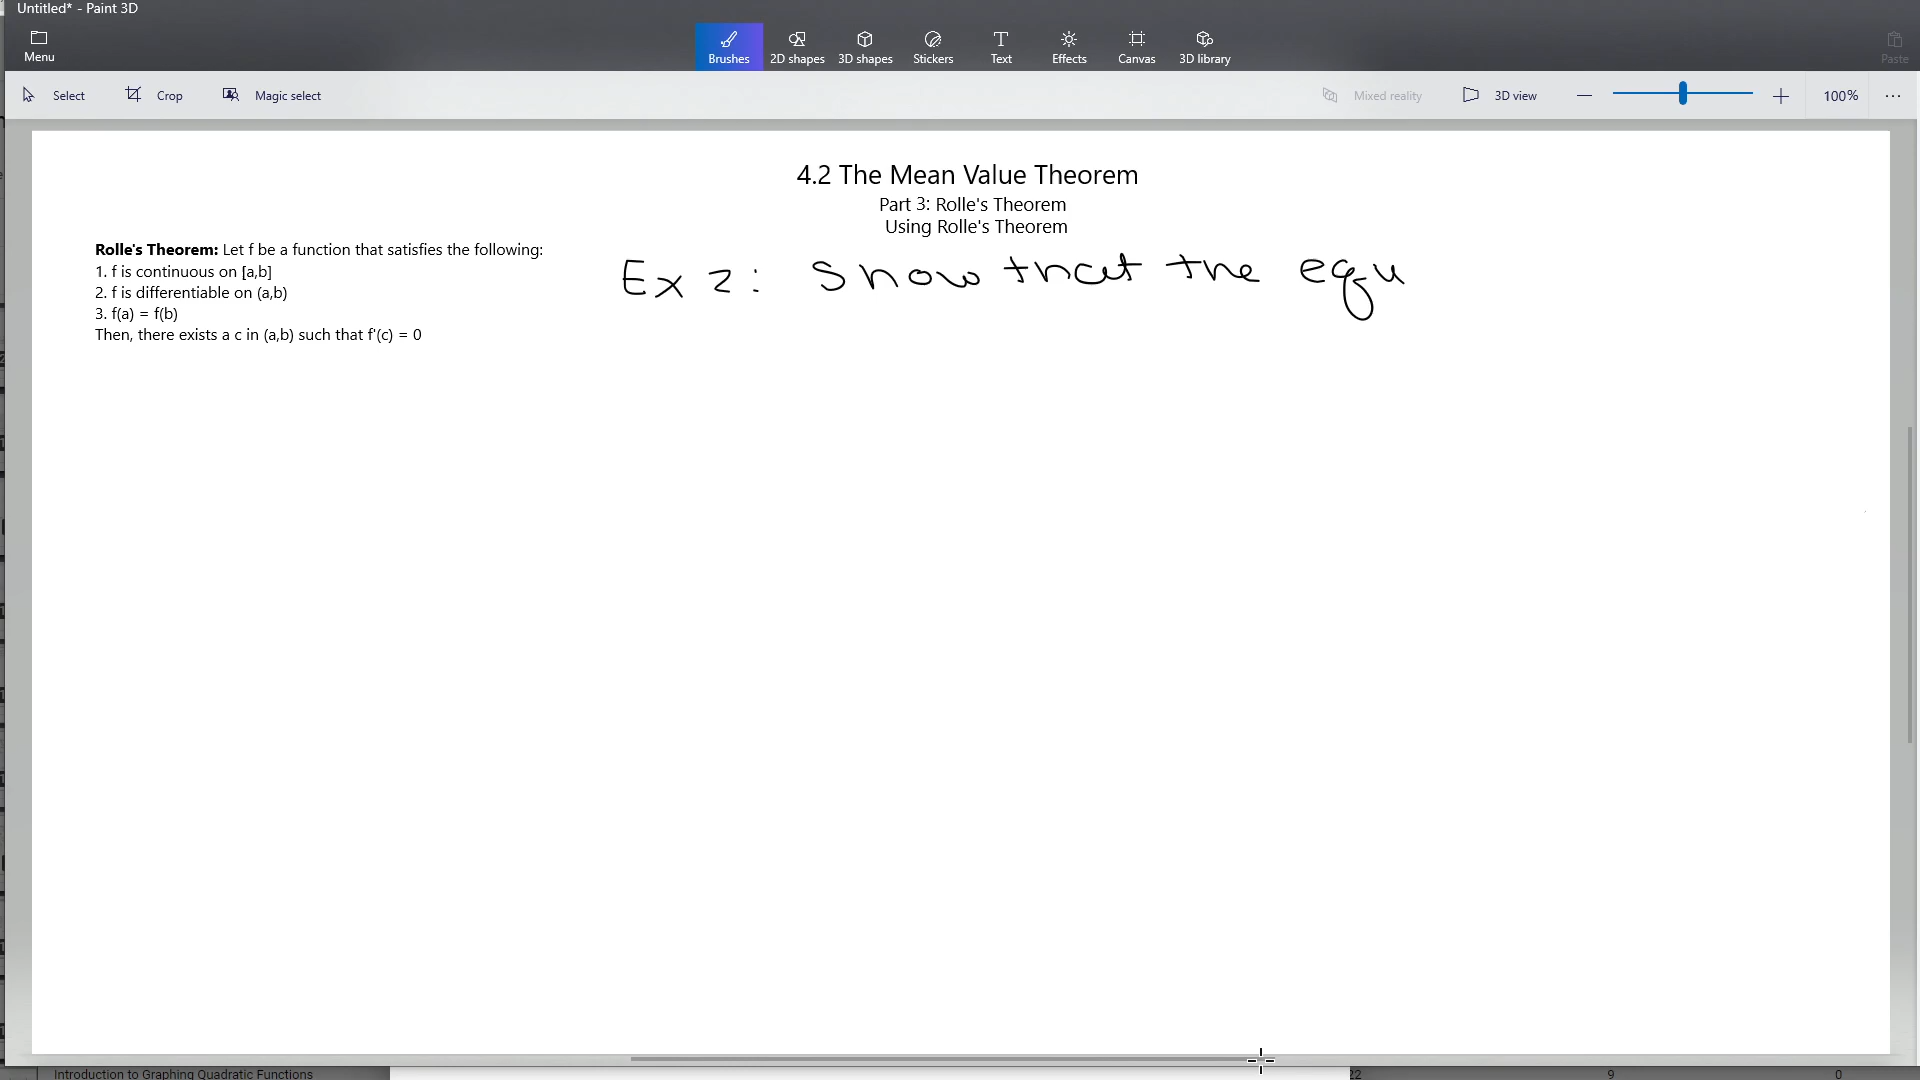 Untitled* - Paint 3D
Menu
Brushes
2D shapes
3D shapes
Stickers
Text
Effects
Canvas
3D library
Paste
Select
Crop
Magic select
Mixed reality
3D view
100%
4.2 The Mean Value Theorem
Part 3: Rolle's Theorem
Using Rolle's Theorem
Rolle's Theorem: Let f be a function that satisfies the following:
1. f is continuous on [a,b]
2. f is differentiable on (a,b)
3. f(a) = f(b)
Then, there exists a c in (a,b) such that f'(c) = 0
Ex 2: Show that the equ
Introduction to Graphing Quadratic Functions
22
9
0